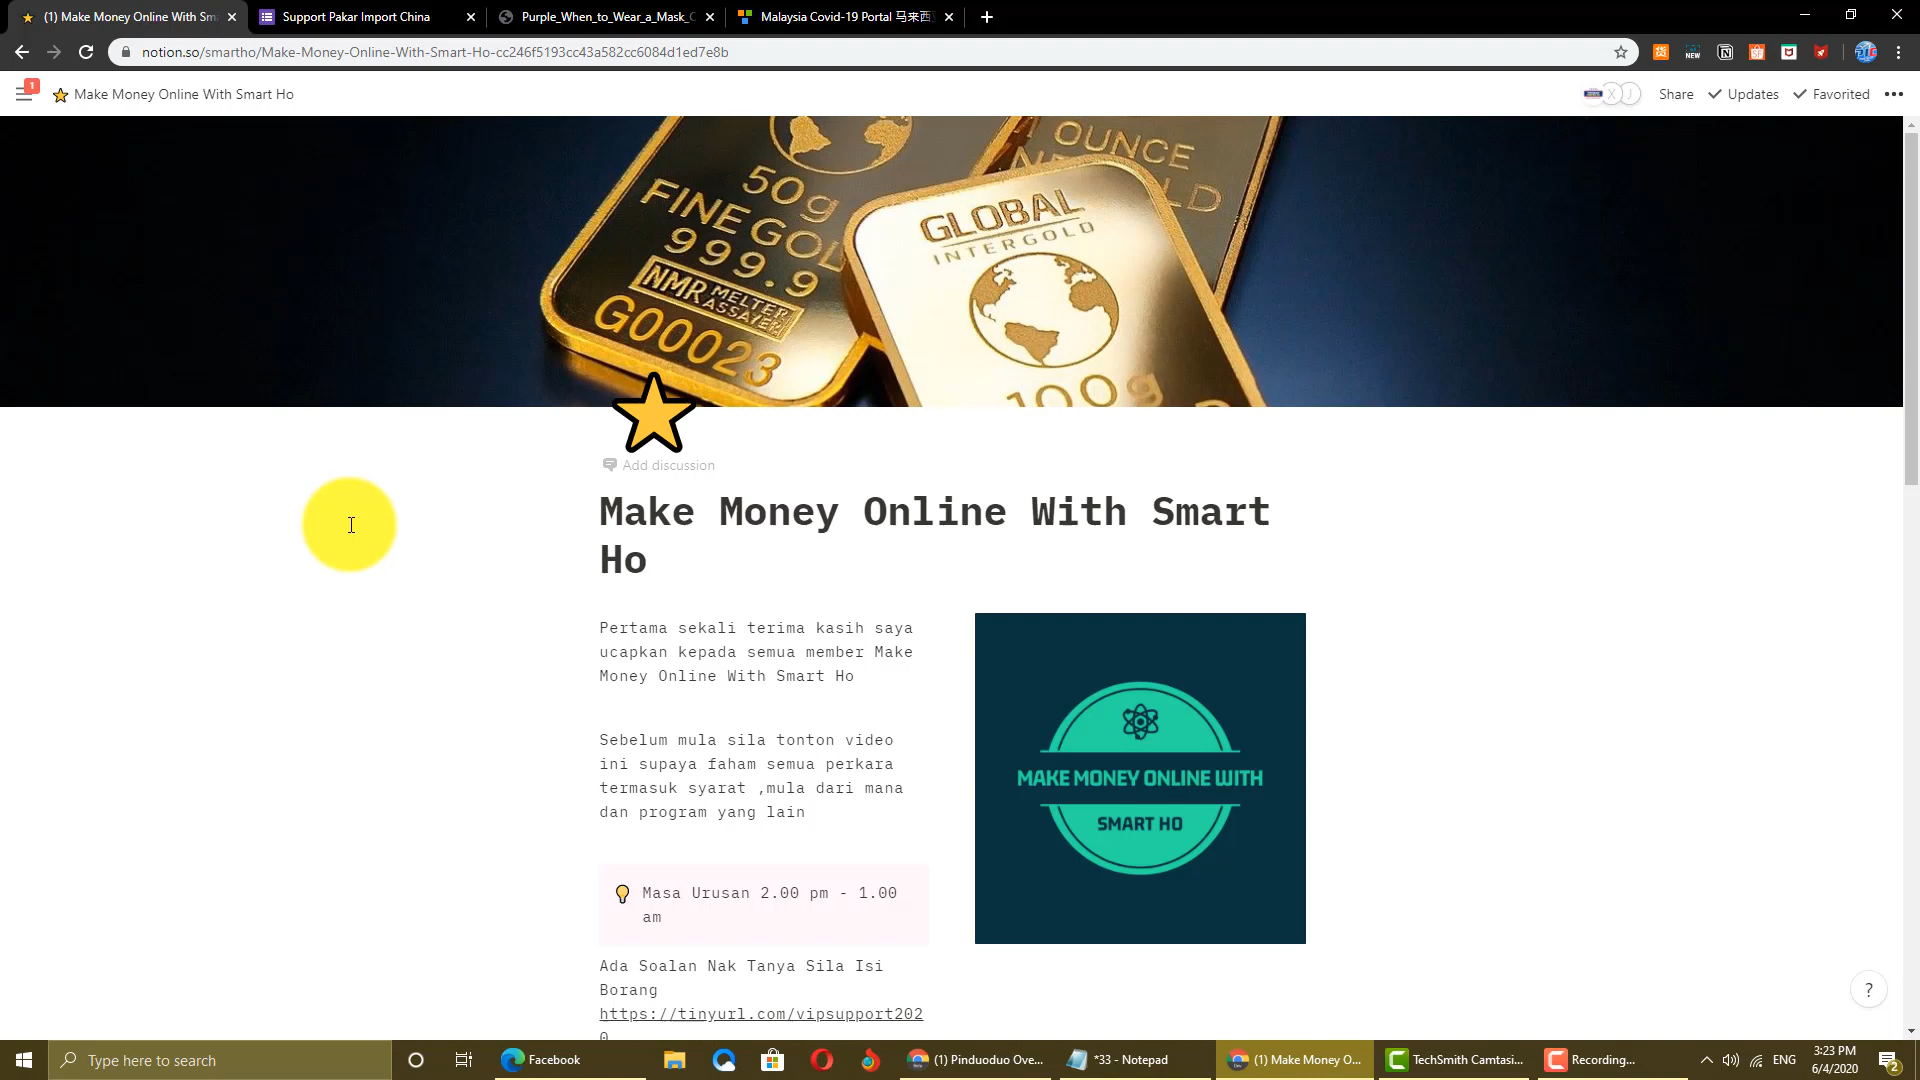 (1) Make Money Online With Sm
Support Pakar Import China
Purple_When_to_Wear_a_Mask_
Malaysia Covid-19 Portal 马来西
notion.so/smartho/Make-Money-Online-With-Smart-Ho-cc246f5193cc43a582cc6084d1ed7e8b
NEW
1
Make Money Online With Smart Ho
X
J
Share
Updates
Favorited
50g
FINE GOL
999.9
NMR MELTER
ASSAYER
G00023
OUNCE
GLOBAL
INTERGOLD
100g
Add discussion
Make Money Online With Smart
Ho
Pertama sekali terima kasih saya
ucapkan kepada semua member Make
Money Online With Smart Ho
Sebelum mula sila tonton video
ini supaya faham semua perkara
termasuk syarat ,mula dari mana
dan program yang lain
MAKE MONEY ONLINE WITH
SMART HO
Masa Urusan 2.00 pm - 1.00
am
Ada Soalan Nak Tanya Sila Isi
Borang
https://tinyurl.com/vipsupport202
0
?
Type here to search
Facebook
(1) Pinduoduo Ove...
*33 - Notepad
(1) Make Money O...
TechSmith Camtasi...
Recording...
ENG
3:23 PM
6/4/2020
2